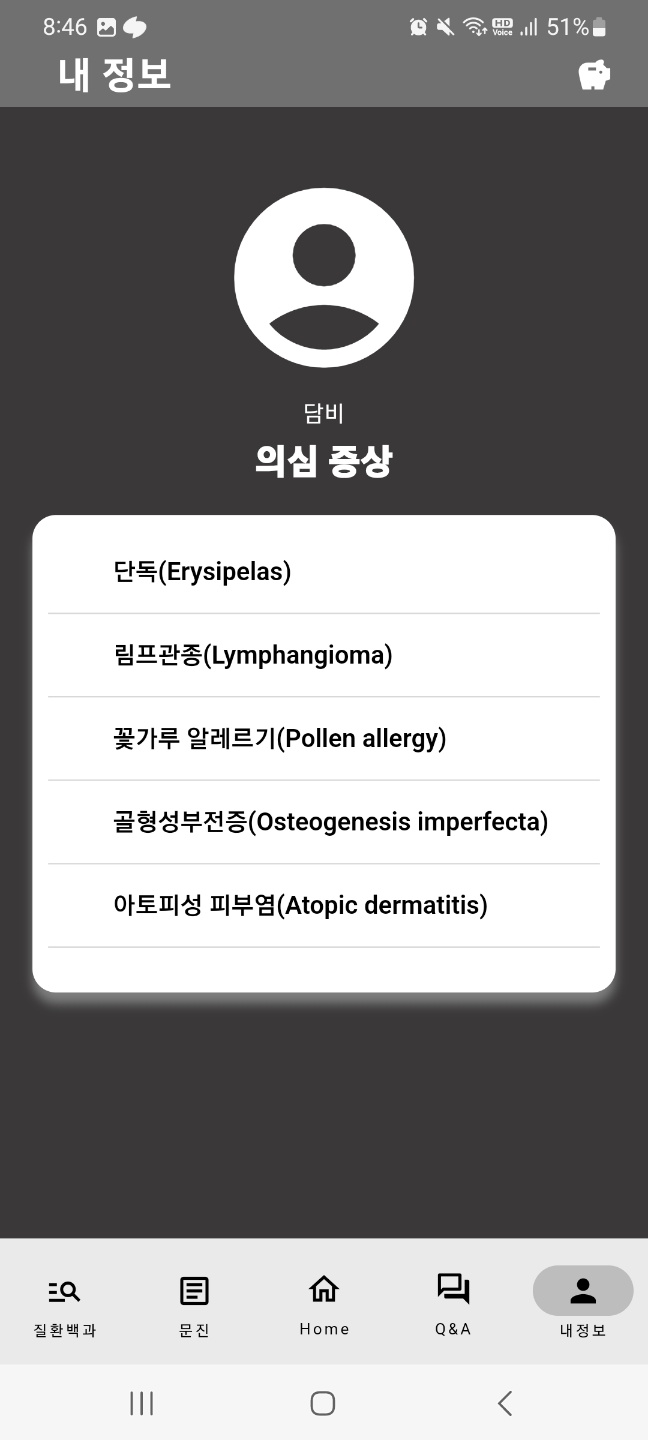 8:46 HD Voice 51%
내 정보
담비
의심 증상
단독(Erysipelas)
림프관종(Lymphangioma)
꽃가루 알레르기(Pollen allergy)
골형성부전증(Osteogenesis imperfecta)
아토피성 피부염(Atopic dermatitis)
질환백과 문진 Home Q&A 내정보